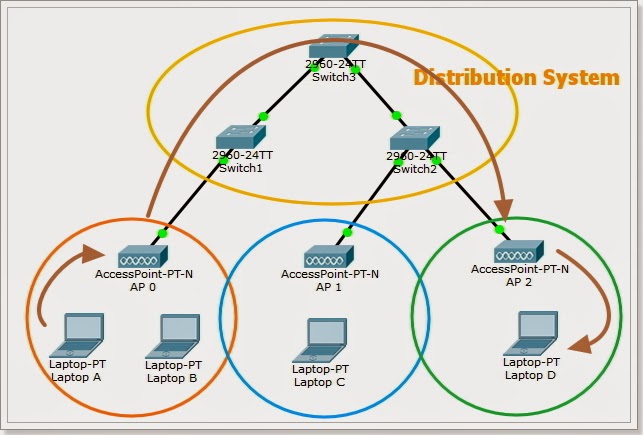 2960-24TT
Switch3
Distribution System
2960-24TT
Switch1
2960-24TT
Switch2
AccessPoint-PT-N
AP 0
AccessPoint-PT-N
AP 1
AccessPoint-PT-N
AP 2
Laptop-PT
Laptop A
Laptop-PT
Laptop B
Laptop-PT
Laptop C
Laptop-PT
Laptop D